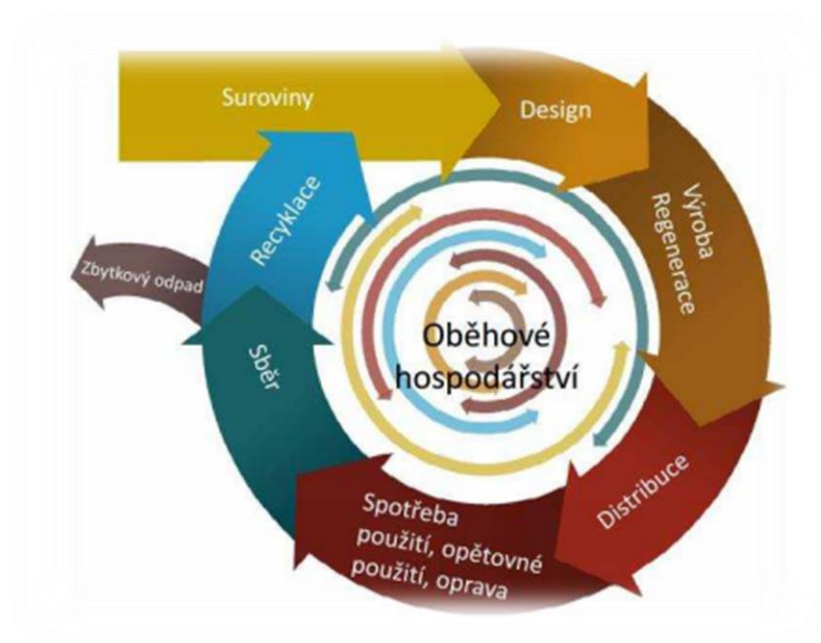 Suroviny
Design
Výroba
Regenerace
Distribuce
Spotřeba
použití, opětovné
použití, oprava
Sběr
Zbytkový odpad
Recyklace
Oběhové
hospodářství